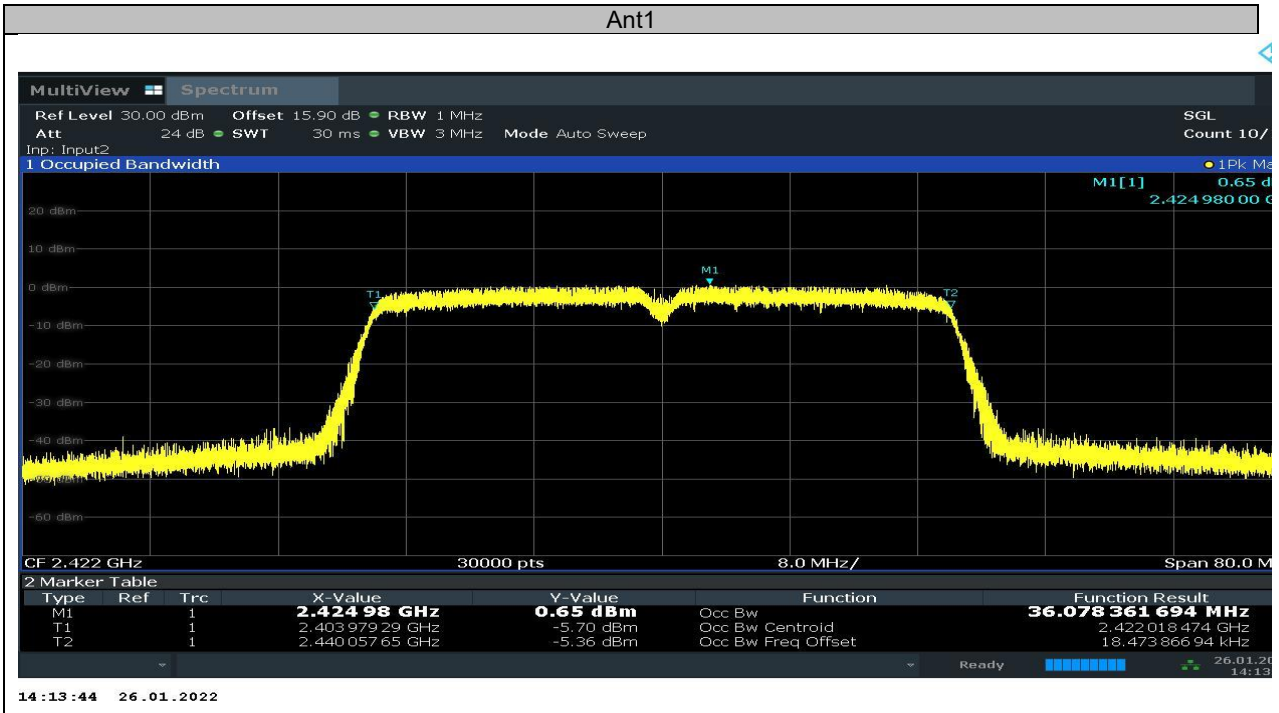 Ant1
MultiView Spectrum
Ref Level 30.00 dBm Offset 15.90 dB RBW 1 MHz SGL
Att 24 dB SWT 30 ms VBW 3 MHz Mode Auto Sweep Count 10/
Inp: Input2
1 Occupied Bandwidth 1Pk Ma
M1[1] 0.65 d
2.424 980 00 G
20 dBm
10 dBm
M1
0 dBm T1 T2
-10 dBm
-20 dBm
-30 dBm
-40 dBm
-60 dBm
CF 2.422 GHz 30000 pts 8.0 MHz/ Span 80.0 M
2 Marker Table
Type Ref Trc X-Value Y-Value Function Function Result
M1 1 2.424 98 GHz 0.65 dBm Occ Bw 36.078 361 694 MHz
T1 1 2.403 979 29 GHz -5.70 dBm Occ Bw Centroid 2.422 018 474 GHz
T2 1 2.440 057 65 GHz -5.36 dBm Occ Bw Freq Offset 18.473 866 94 kHz
Ready 26.01.20
14:13
14:13:44 26.01.2022